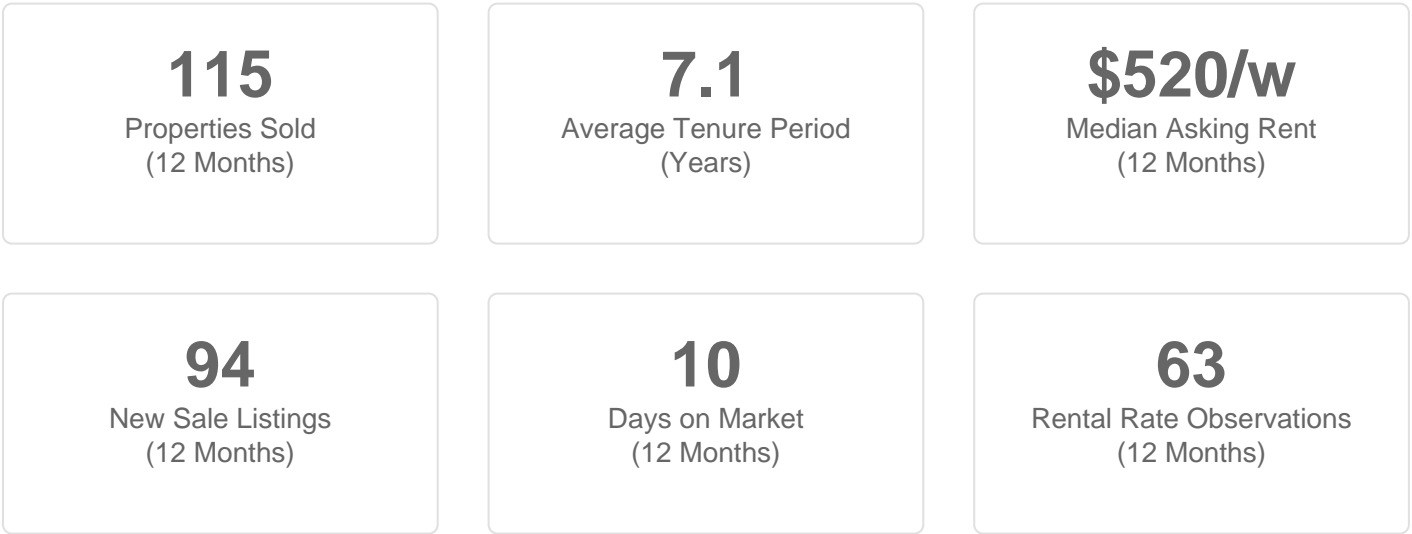 115
Properties Sold
(12 Months)
7.1
Average Tenure Period
(Years)
$520/w
Median Asking Rent
(12 Months)
94
New Sale Listings
(12 Months)
10
Days on Market
(12 Months)
63
Rental Rate Observations
(12 Months)